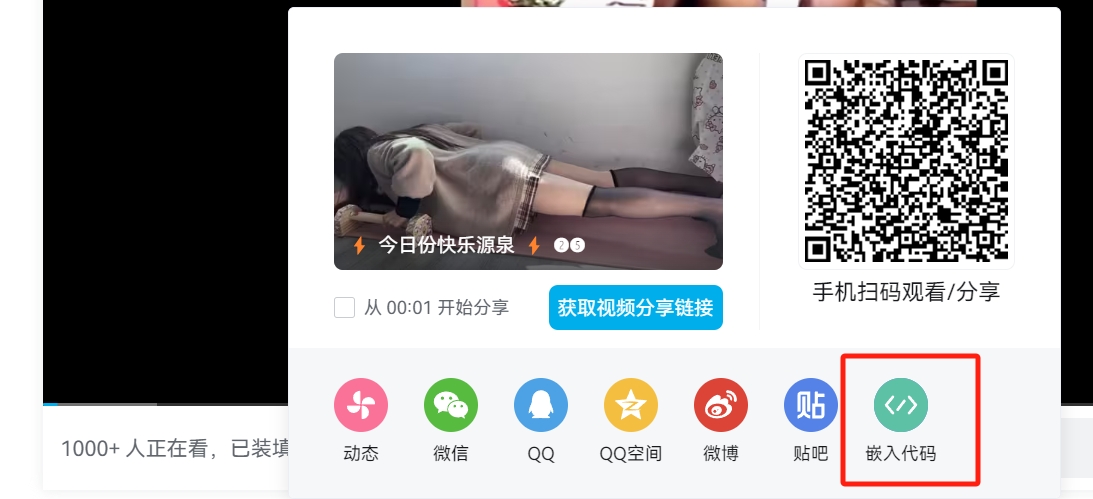 今日份快乐源泉 25
从 00:01 开始分享
获取视频分享链接
手机扫码观看/分享
贴
动态
微信
QQ
QQ空间
微博
贴吧
嵌入代码
1000+ 人正在看，已装填